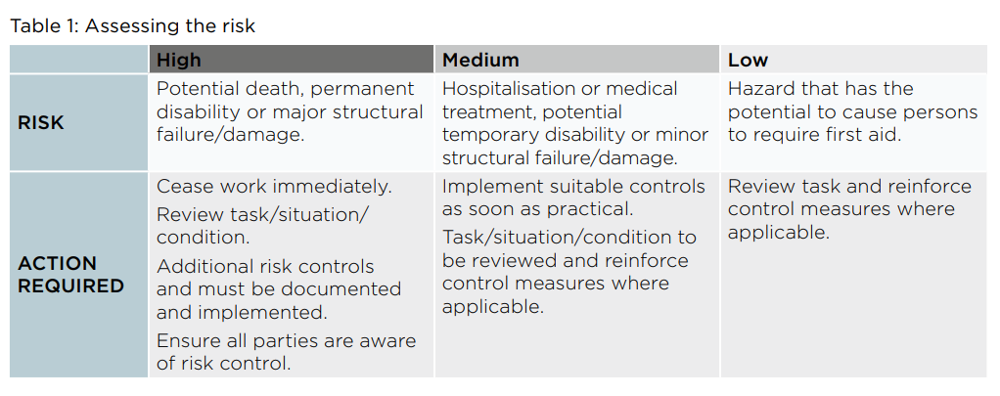 Table 1: Assessing the risk
High
Medium
Low
RISK
Potential death, permanent
disability or major structural
failure/damage.
Hospitalisation or medical
treatment, potential
temporary disability or minor
structural failure/damage.
Hazard that has the
potential to cause persons
to require first aid.
ACTION
REQUIRED
Cease work immediately.
Review task/situation/
condition.
Additional risk controls
and must be documented
and implemented.
Ensure all parties are aware
of risk control.
Implement suitable controls
as soon as practical.
Task/situation/condition to
be reviewed and reinforce
control measures where
applicable.
Review task and reinforce
control measures where
applicable.